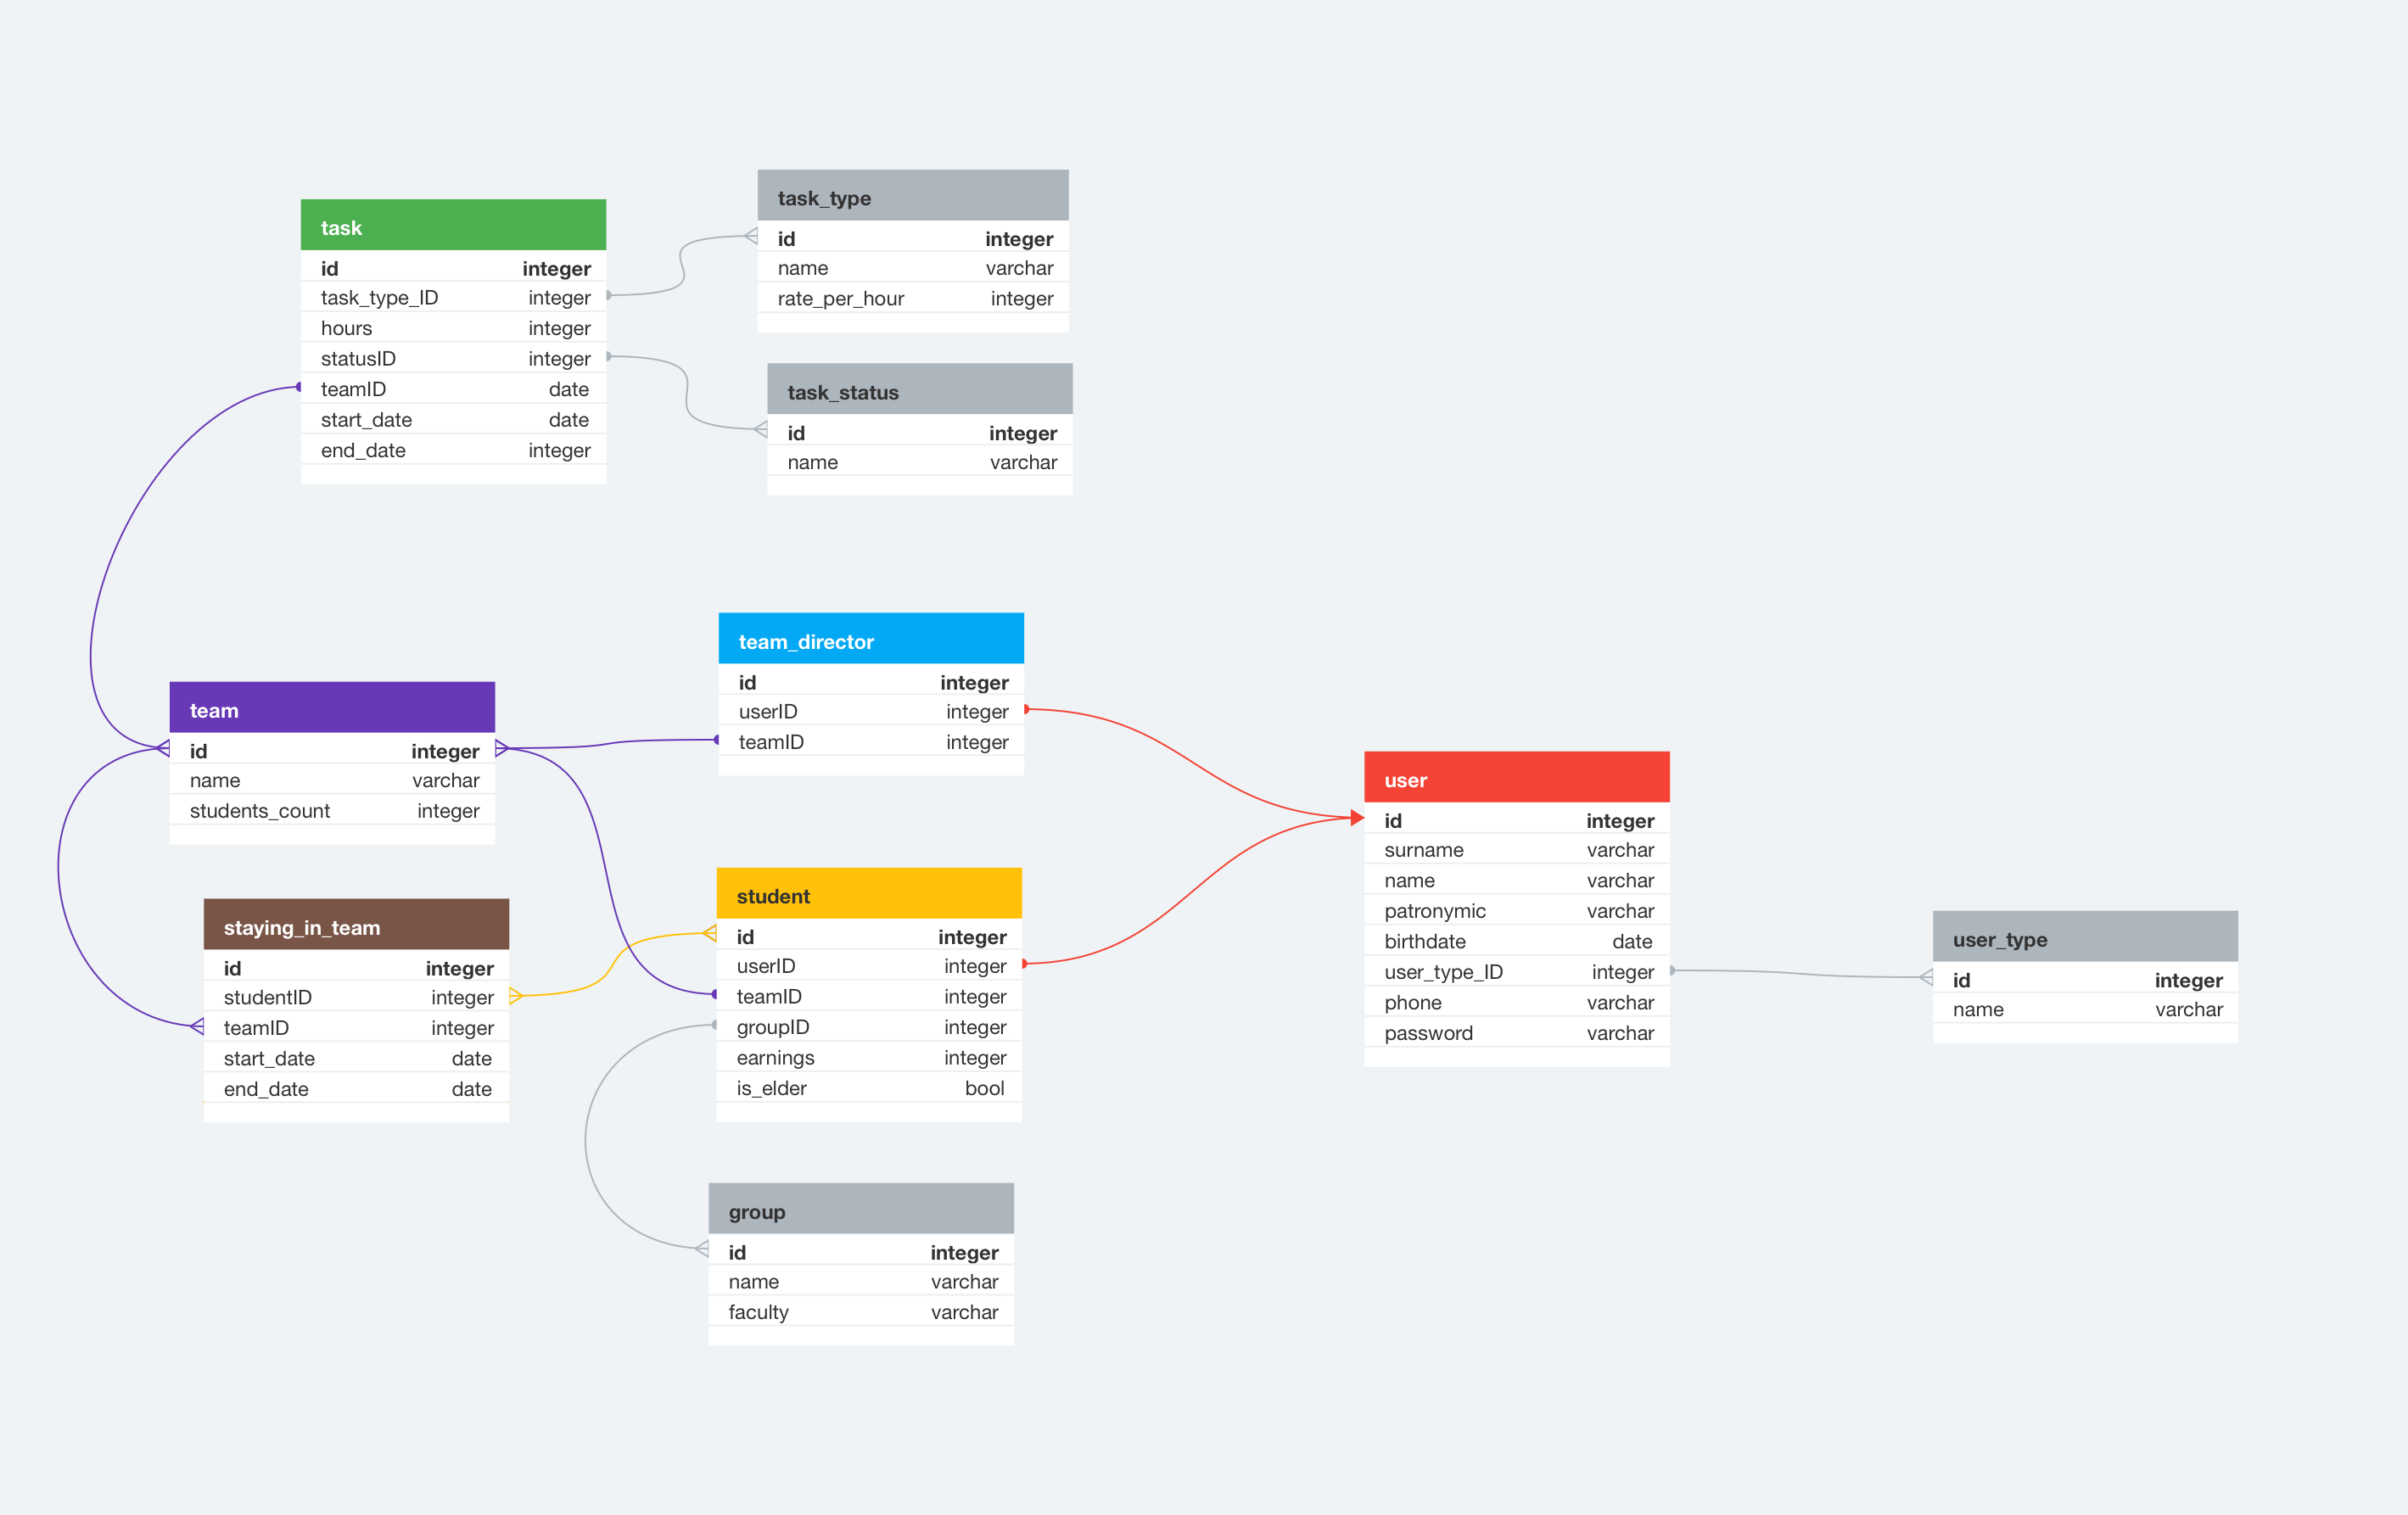 task
id integer
task_type_ID integer
hours integer
statusID integer
teamID date
start_date date
end_date integer
task_type
id integer
name varchar
rate_per_hour integer
task_status
id integer
name varchar
team
id integer
name varchar
students_count integer
team_director
id integer
userID integer
teamID integer
staying_in_team
id integer
studentID integer
teamID integer
start_date date
end_date date
student
id integer
userID integer
teamID integer
groupID integer
earnings integer
is_elder bool
group
id integer
name varchar
faculty varchar
user
id integer
surname varchar
name varchar
patronymic varchar
birthdate date
user_type_ID integer
phone varchar
password varchar
user_type
id integer
name varchar